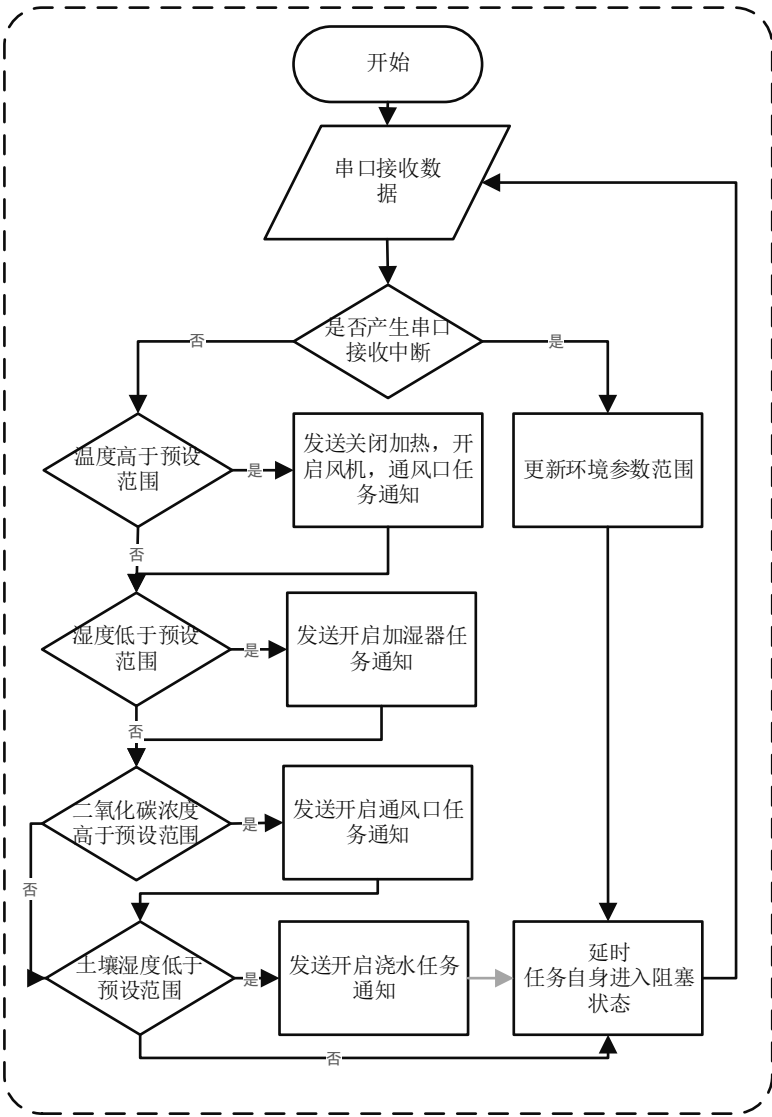 开始
串口接收数
据
是否产生串口
接收中断
否
是
温度高于预设
范围
是
发送关闭加热，开
启风机，通风口任
务通知
更新环境参数范围
否
湿度低于预设
范围
是
发送开启加湿器任
务通知
否
二氧化碳浓度
高于预设范围
是
发送开启通风口任
务通知
否
土壤湿度低于
预设范围
是
发送开启浇水任务
通知
延时
任务自身进入阻塞
状态
否